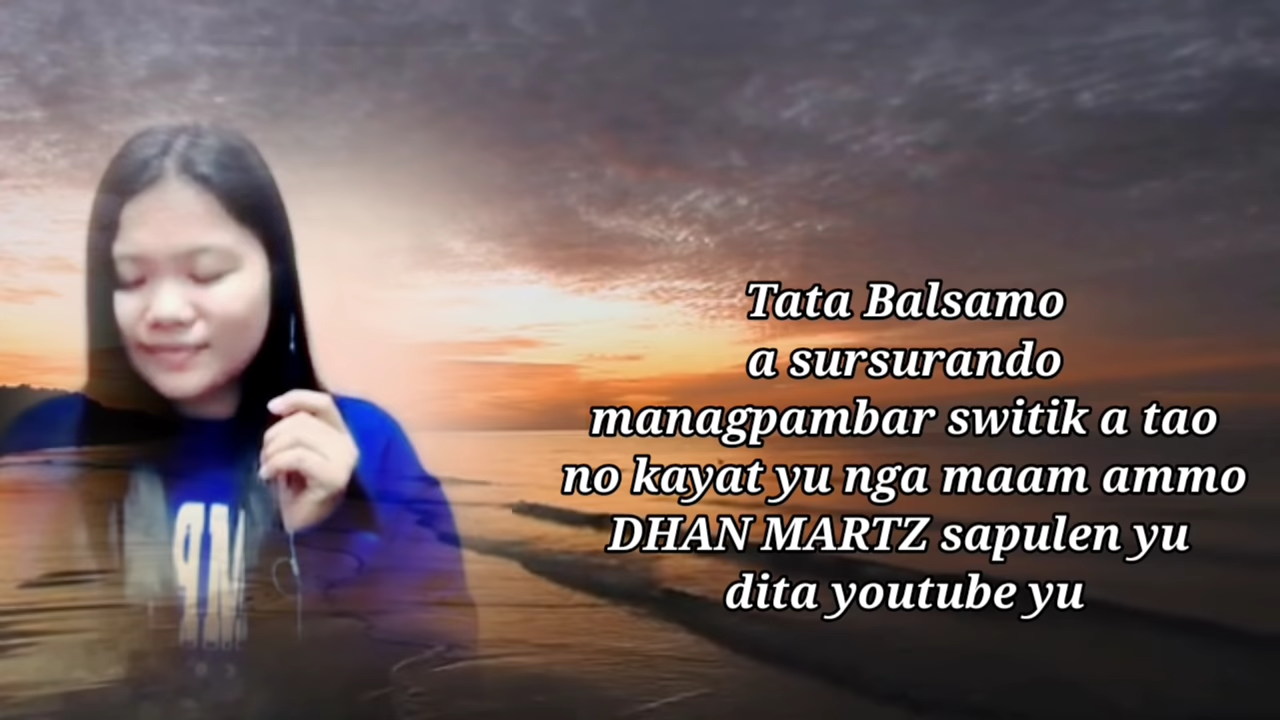 Tata Balsamo
a sursurando
managpambar switik a tao
no kayat yu nga maam ammo
DHAN MARTZ sapulen yu
dita youtube yu